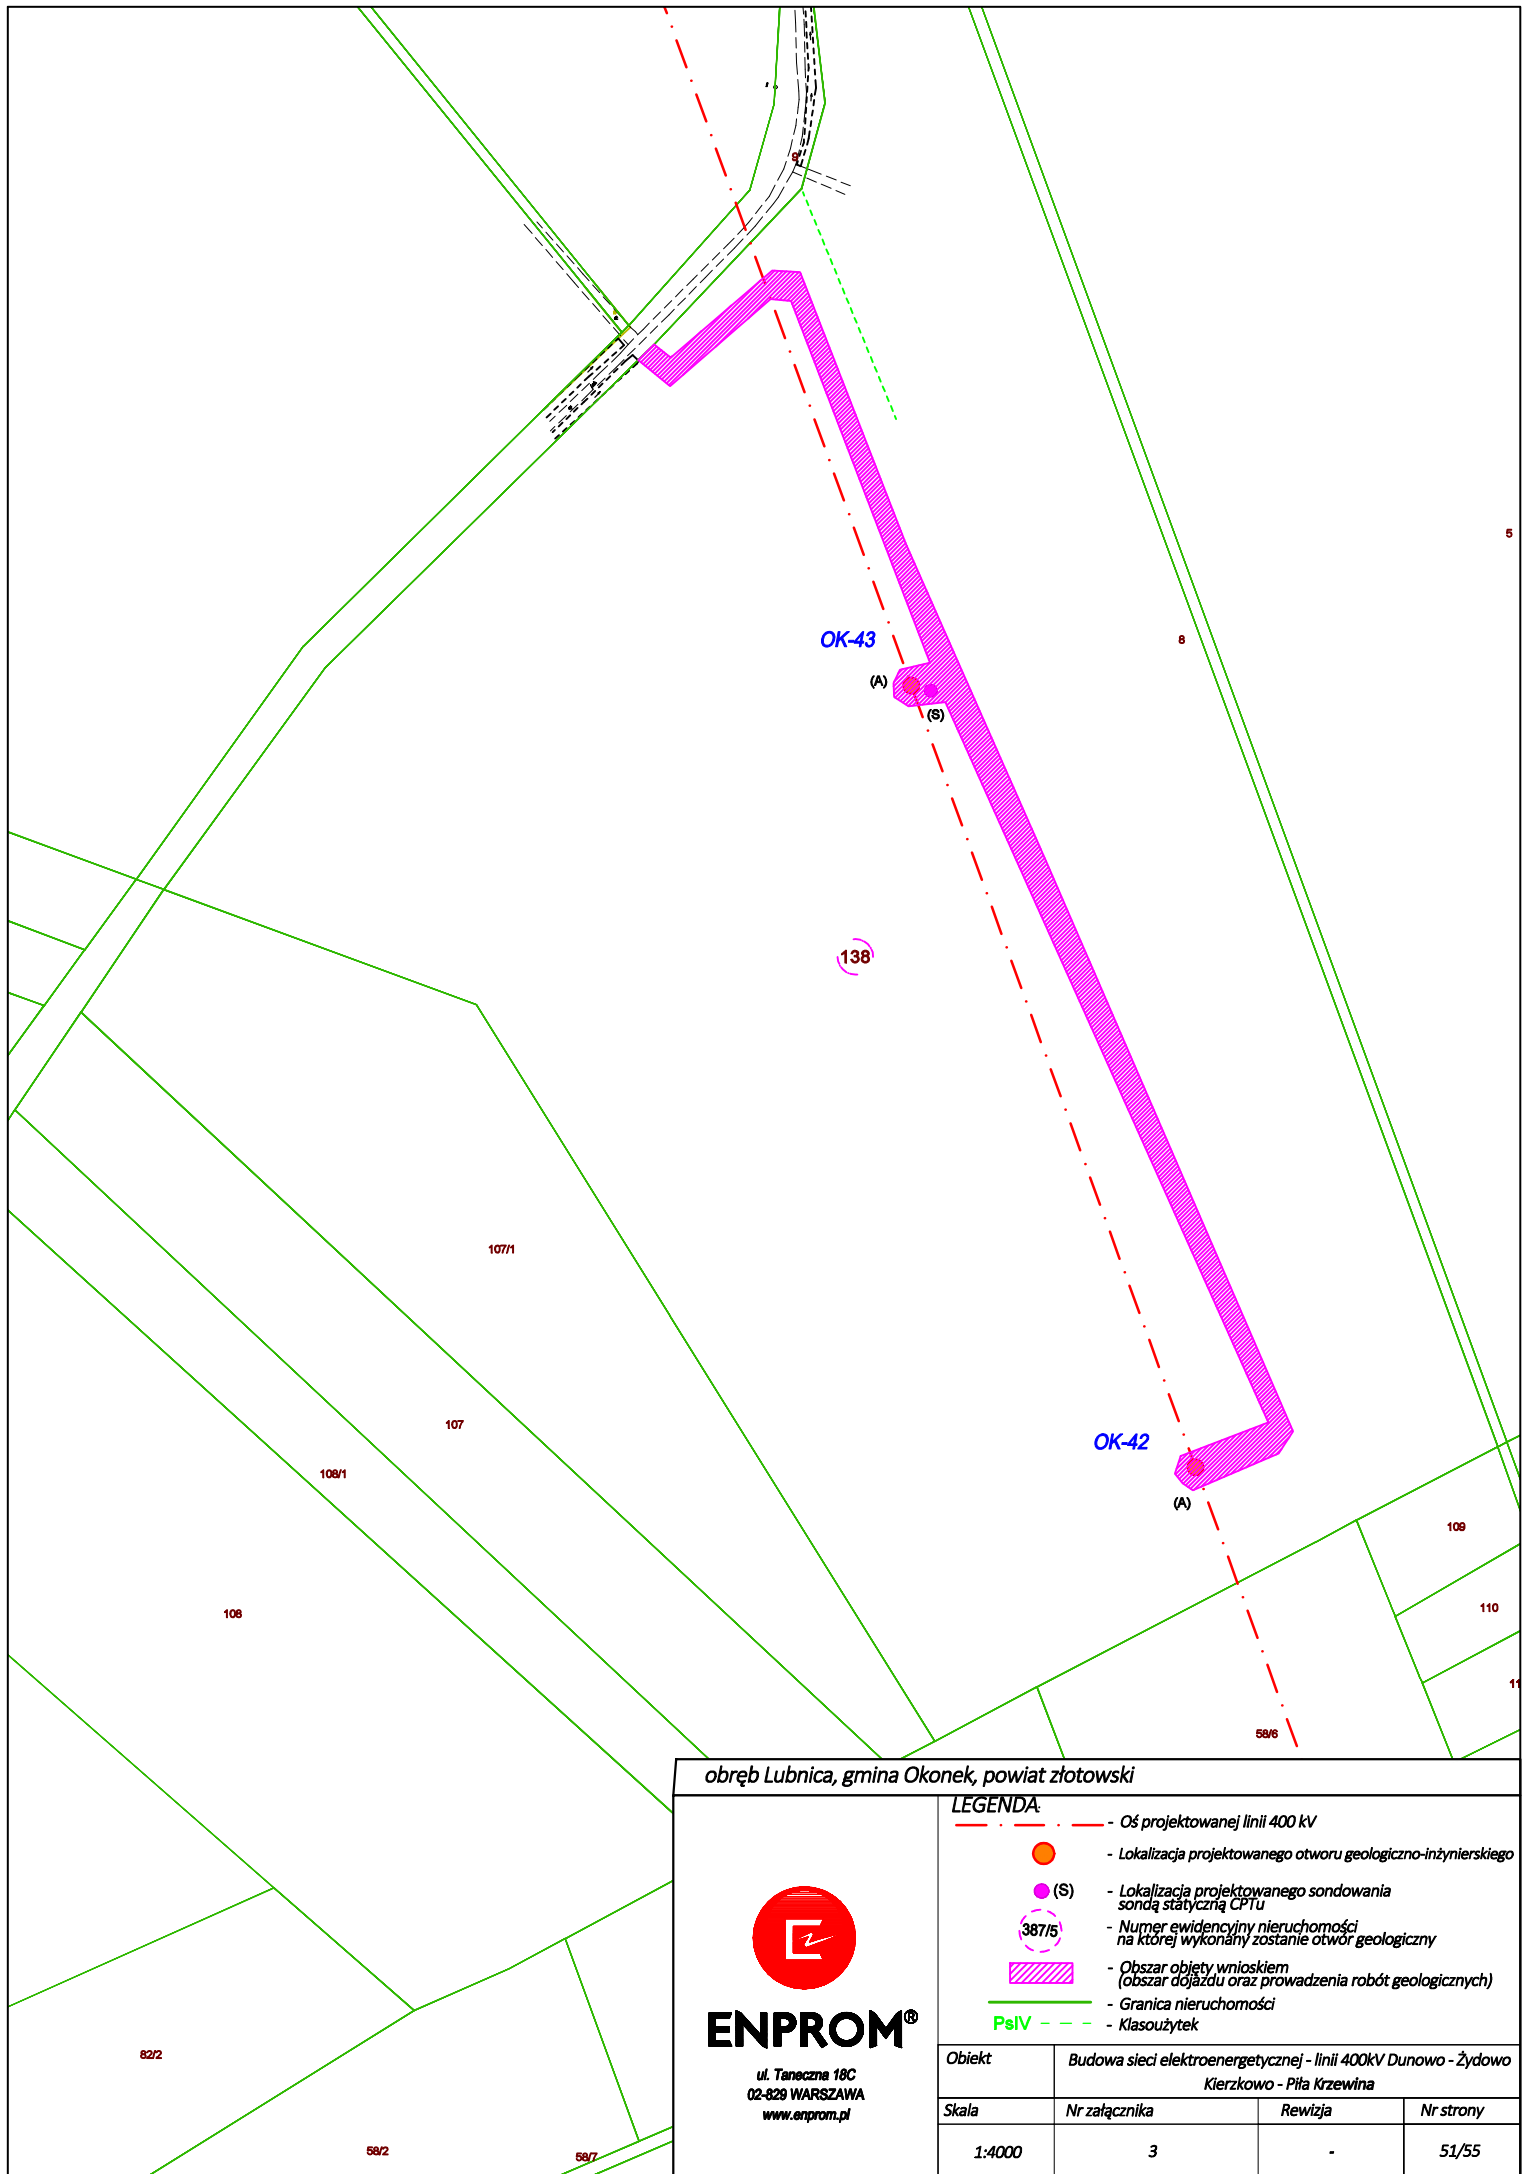 9
5
8
OK-43
(A)
(S)
138
107/1
107
OK-42
108/1
(A)
109
108
110
11
58/6
82/2
58/2
58/7
obręb Lubnica, gmina Okonek, powiat złotowski
LEGENDA:
- Oś projektowanej linii 400 kV
- Lokalizacja projektowanego otworu geologiczno-inżynierskiego
(S) - Lokalizacja projektowanego sondowania
sondą statyczną CPTu
387/5 - Numer ewidencyjny nieruchomości
na której wykonany zostanie otwór geologiczny
- Obszar objęty wnioskiem
(obszar dojazdu oraz prowadzenia robót geologicznych)
- Granica nieruchomości
PsIV - Klasoużytek
ENPROM®
ul. Taneczna 18C
02-829 WARSZAWA
www.enprom.pl
Obiekt
Budowa sieci elektroenergetycznej - linii 400kV Dunowo - Żydowo
Kierzkowo - Piła Krzewina
Skala Nr załącznika Rewizja Nr strony
1:4000 3 - 51/55